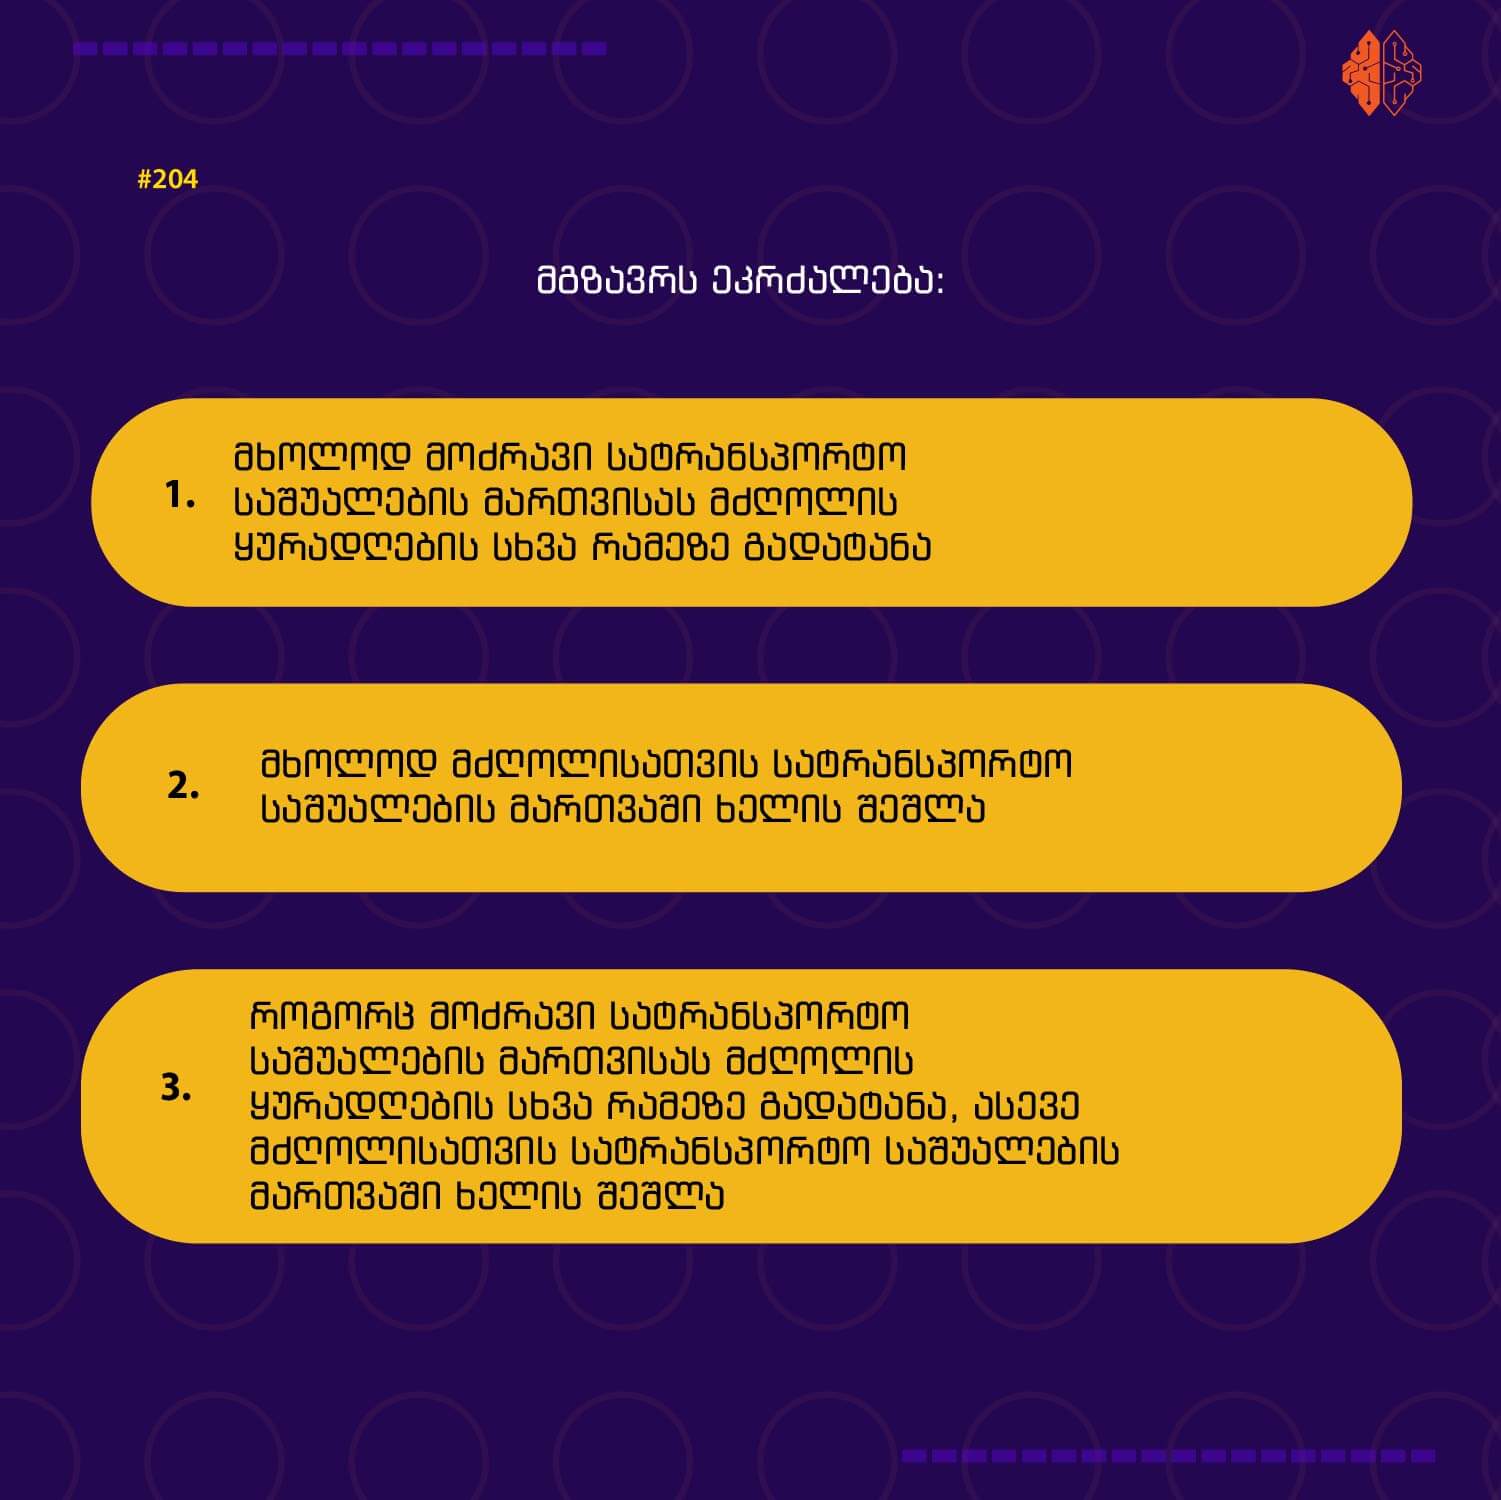 #204
მგზავრს ეკრძალება:
1. მხოლოდ მოძრავი სატრანსპორტო
საშუალების მართვისას მძღოლის
ყურადღების სხვა რამეზე გადატანა
2. მხოლოდ მძღოლისათვის სატრანსპორტო
საშუალების მართვაში ხელის შეშლა
3. როგორც მოძრავი სატრანსპორტო
საშუალების მართვისას მძღოლის
ყურადღების სხვა რამეზე გადატანა, ასევე
მძღოლისათვის სატრანსპორტო საშუალების
მართვაში ხელის შეშლა